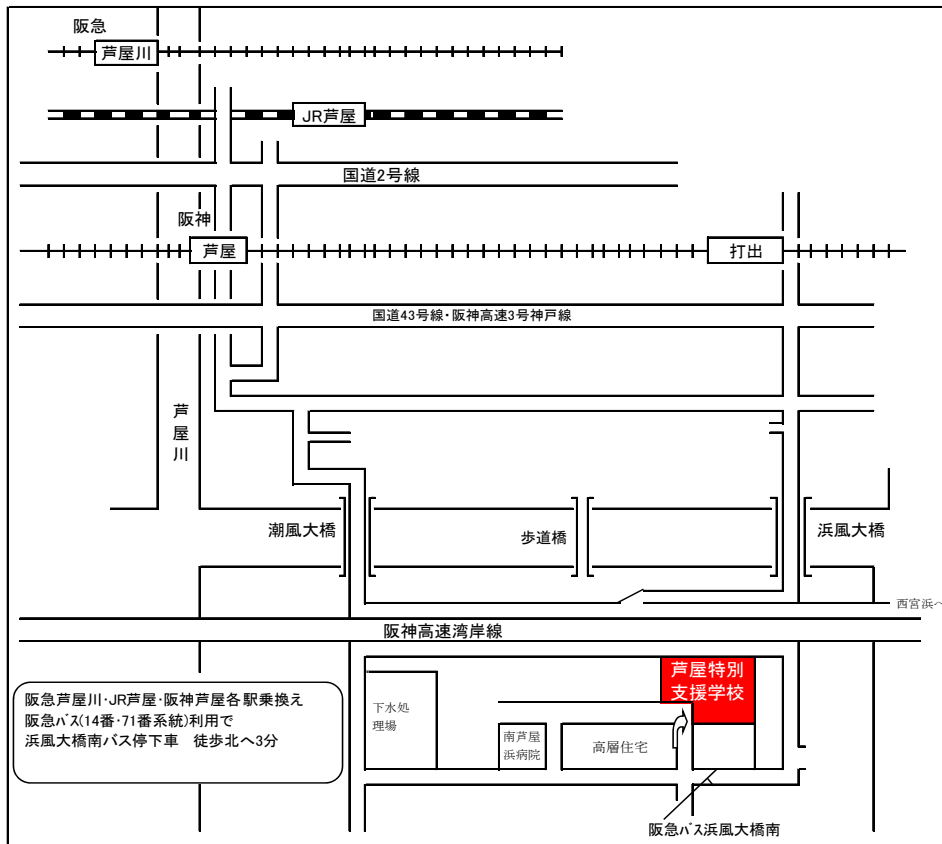 阪急
芦屋川
JR芦屋
国道2号線
阪神
芦屋
打出
国道43号線・阪神高速3号神戸線
芦屋川
潮風大橋
歩道橋
浜風大橋
西宮浜へ
阪神高速湾岸線
芦屋特別
支援学校
阪急芦屋川・JR芦屋・阪神芦屋各駅乗換え
阪急バス(14番・71番系統)利用で
浜風大橋南バス停下車　徒歩北へ3分
下水処
理場
南芦屋
浜病院
高層住宅
阪急バス浜風大橋南